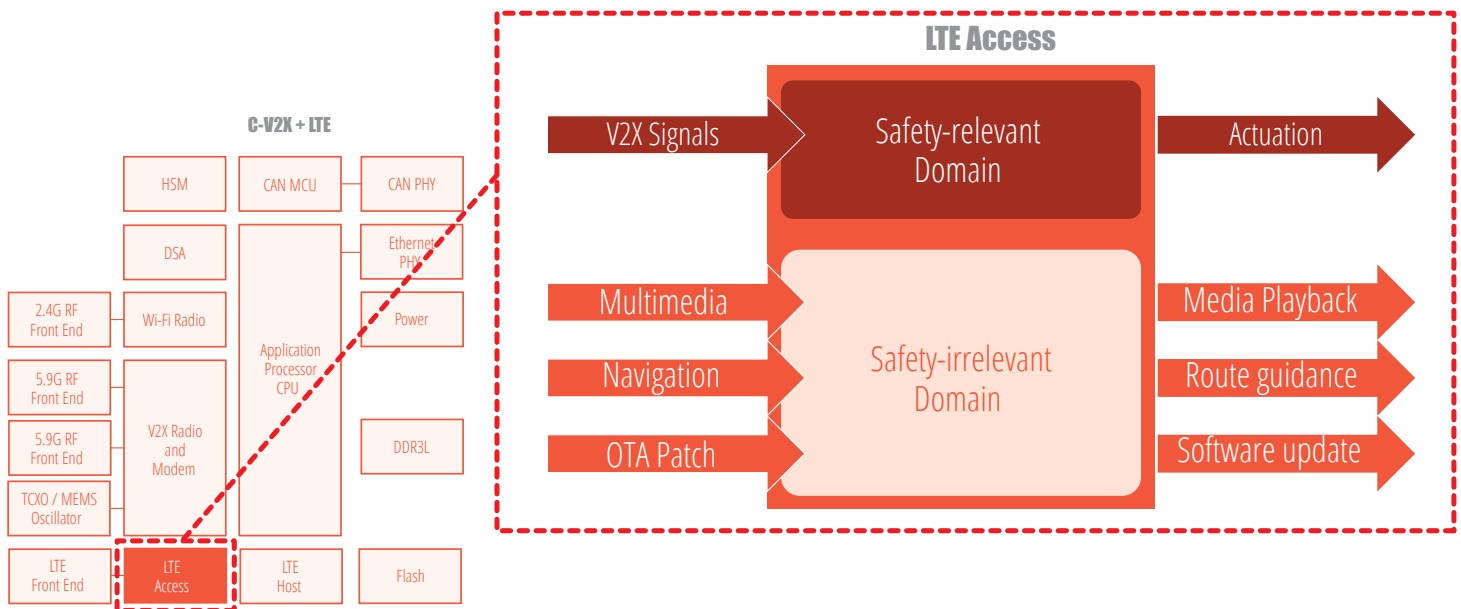 C-V2X + LTE
HSM
CAN MCU
CAN PHY
DSA
Ethernet
PHY
2.4G RF
Front End
Wi-Fi Radio
Power
Application
Processor
CPU
5.9G RF
Front End
V2X Radio
and
Modem
5.9G RF
Front End
DDR3L
TCXO / MEMS
Oscillator
LTE
Front End
LTE
Access
LTE
Host
Flash
LTE Access
V2X Signals
Safety-relevant
Domain
Actuation
Multimedia
Navigation
OTA Patch
Safety-irrelevant
Domain
Media Playback
Route guidance
Software update